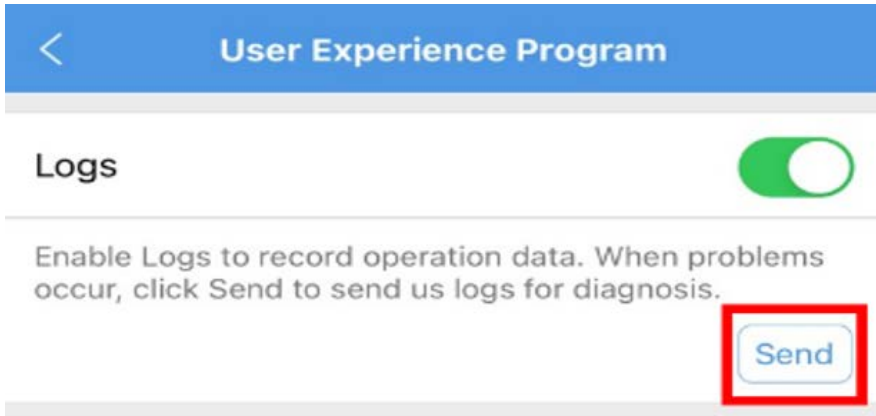 User Experience Program
Logs
Enable Logs to record operation data. When problems
occur, click Send to send us logs for diagnosis.
Send